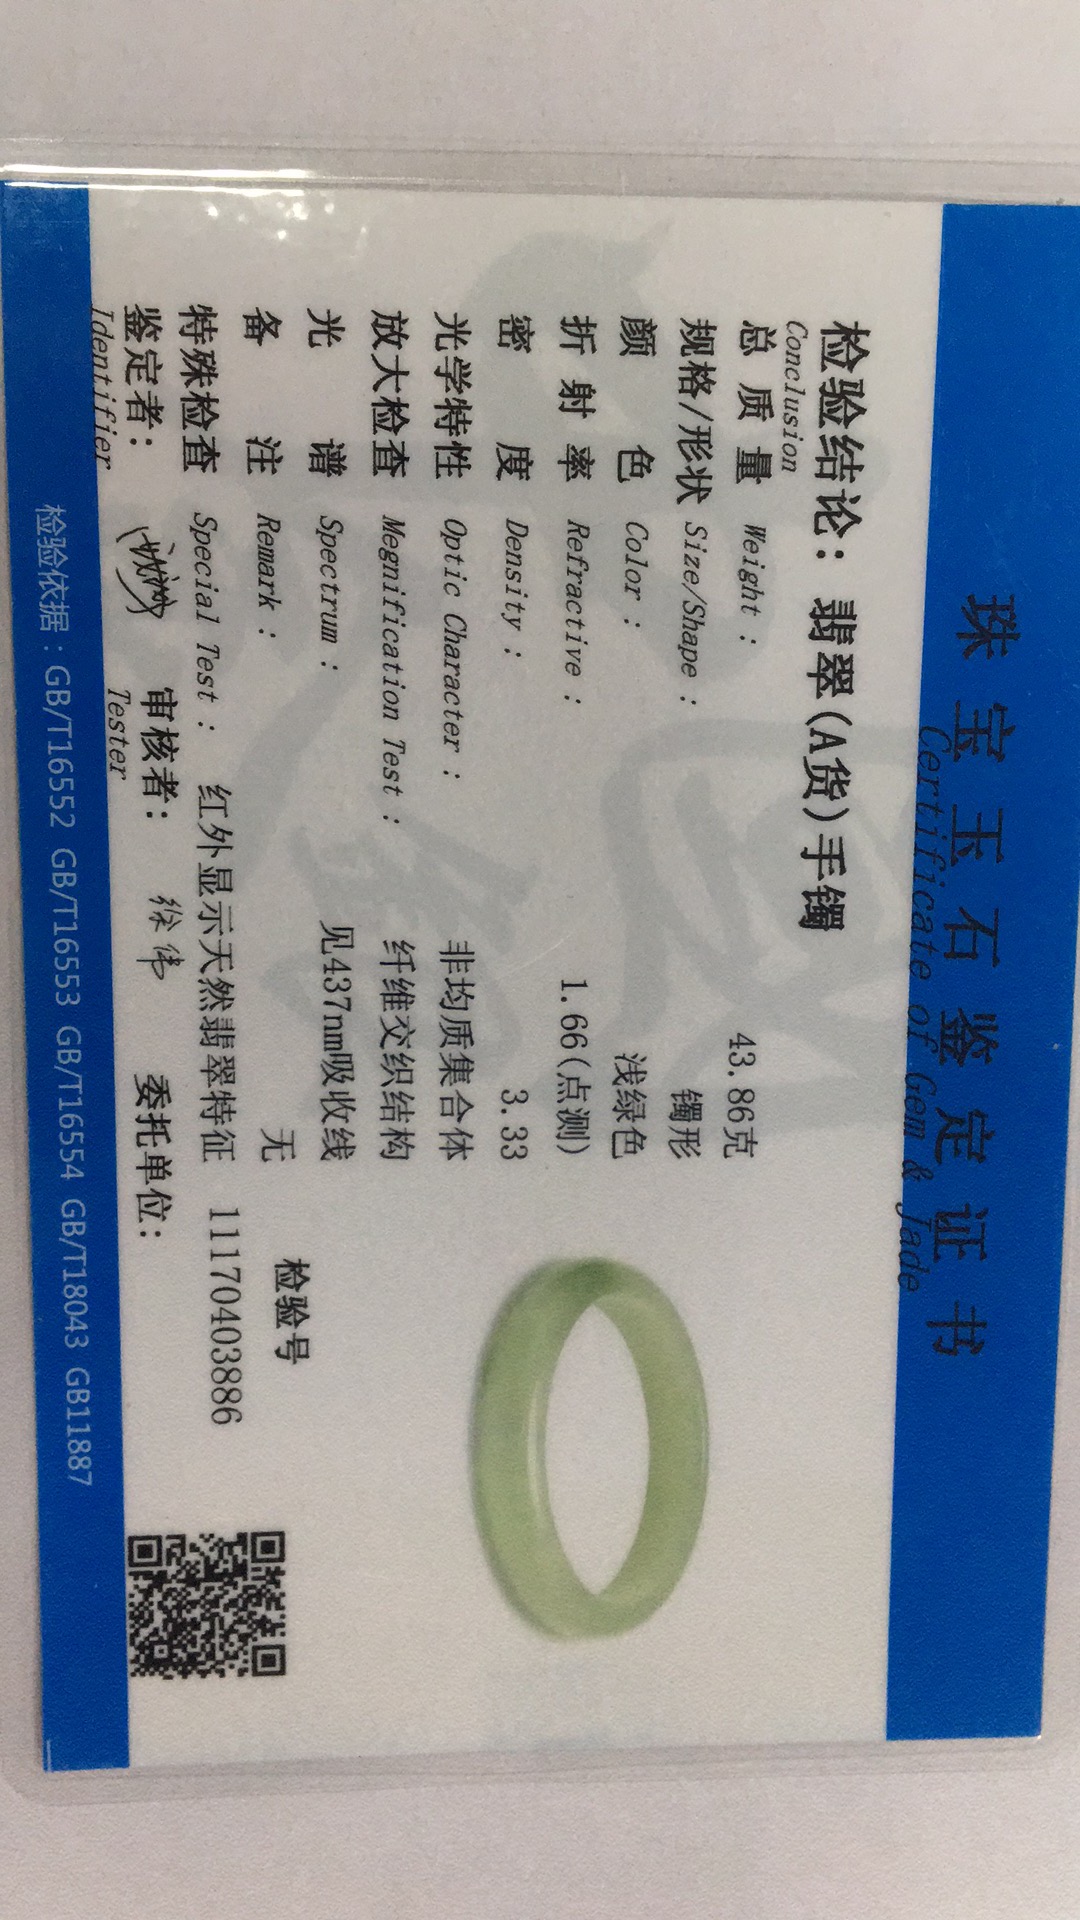 珠宝玉石鉴定证书
Certificate of Gem & Jade
检验结论：翡翠(A货)手镯
Conclusion
总质量 Weight： 43.86克
规格/形状 Size/Shape： 镯形
颜色 Color： 浅绿色
折射率 Refractive： 1.66(点测)
密度 Density： 3.33
光学特性 Optic Character： 非均质集合体
放大检查 Megnification Test： 纤维交织结构
光谱 Spectrum： 见437nm吸收线
备注 Remark： 无
检验号
特殊检查 Special Test： 红外显示天然翡翠特征 11170403886
鉴定者： 审核者： 徐伟 委托单位：
Identifier Tester
检验依据：GB/T16552 GB/T16553 GB/T16554 GB/T18043 GB11887